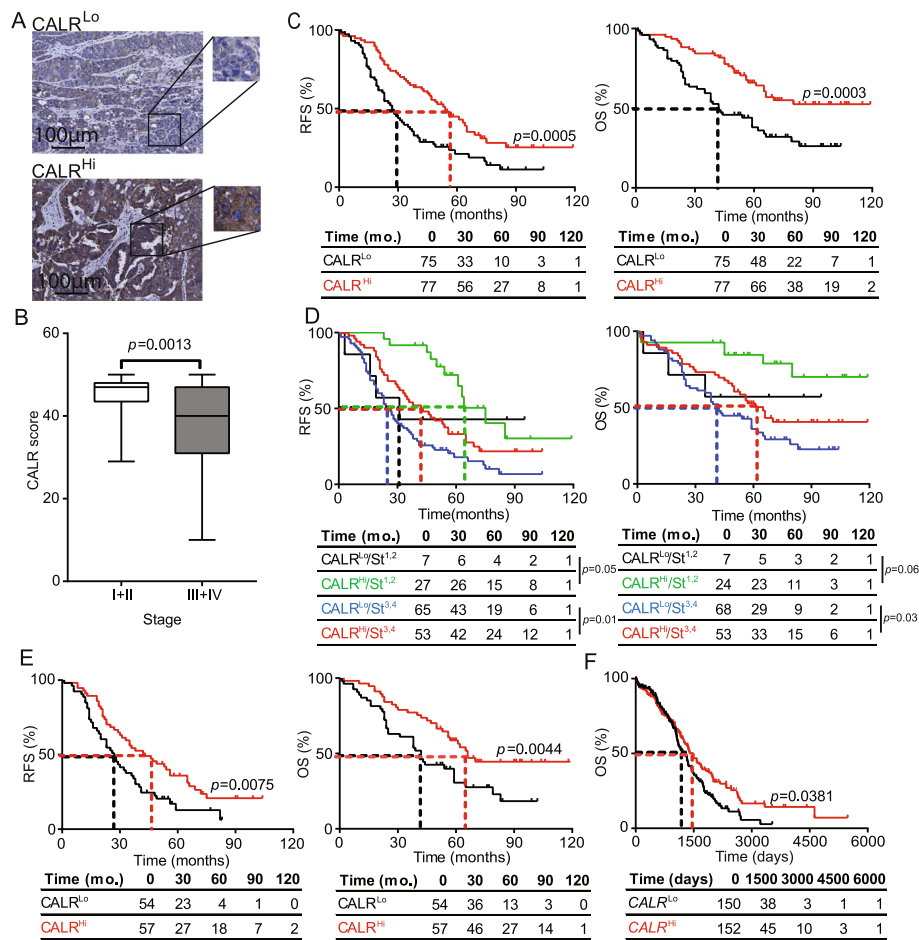 A
CALR^Lo
100µm
CALR^Hi
100µm
B
p=0.0013
60
40
20
0
CALR score
I+II III+IV
Stage
C
100
50
0
RFS (%)
p=0.0005
0 30 60 90 120
Time (months)
Time (mo.) 0 30 60 90 120
CALR^Lo 75 33 10 3 1
CALR^Hi 77 56 27 8 1
100
50
0
OS (%)
p=0.0003
0 30 60 90 120
Time (months)
Time (mo.) 0 30 60 90 120
CALR^Lo 75 48 22 7 1
CALR^Hi 77 66 38 19 2
D
100
50
0
RFS (%)
0 30 60 90 120
Time(months)
Time (mo.) 0 30 60 90 120
CALR^Lo/St^1,2 7 6 4 2 1
CALR^Hi/St^1,2 27 26 15 8 1
CALR^Lo/St^3,4 65 43 19 6 1
CALR^Hi/St^3,4 53 42 24 12 1
p=0.05
p=0.01
100
50
0
OS (%)
0 30 60 90 120
Time (months)
Time (mo.) 0 30 60 90 120
CALR^Lo/St^1,2 7 5 3 2 1
CALR^Hi/St^1,2 24 23 11 3 1
CALR^Lo/St^3,4 68 29 9 2 1
CALR^Hi/St^3,4 53 33 15 6 1
p=0.06
p=0.03
E
100
50
0
RFS (%)
p=0.0075
0 30 60 90 120
Time (months)
Time (mo.) 0 30 60 90 120
CALR^Lo 54 23 4 1 0
CALR^Hi 57 27 18 7 2
100
50
0
OS (%)
p=0.0044
0 30 60 90 120
Time (months)
Time (mo.) 0 30 60 90 120
CALR^Lo 54 36 13 3 0
CALR^Hi 57 46 27 14 1
F
100
50
0
OS (%)
p=0.0381
0 1500 3000 4500 6000
Time (days)
Time (days) 0 1500 3000 4500 6000
CALR^Lo 150 38 3 1 1
CALR^Hi 152 45 10 3 1